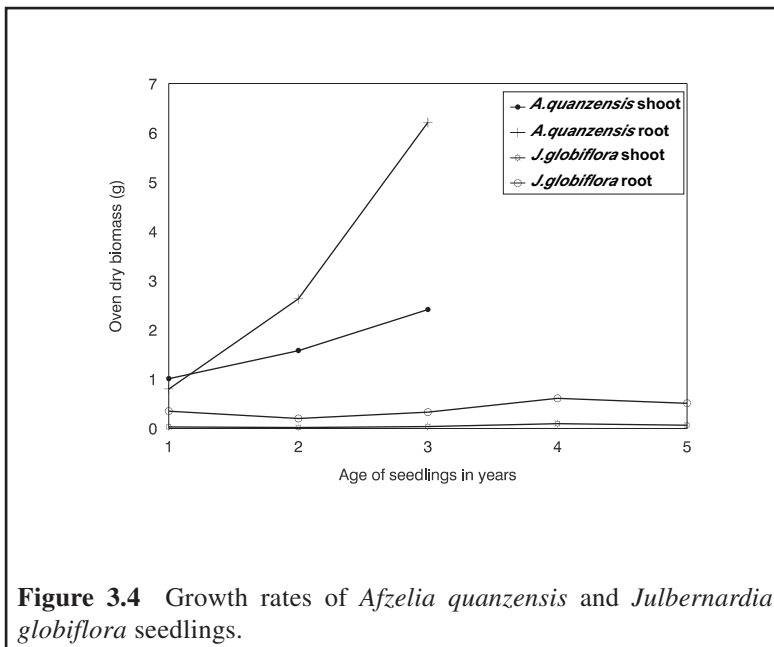 7
6
5
4
3
2
1
0
Oven dry biomass (g)
A.quanzensis shoot
A.quanzensis root
J.globiflora shoot
J.globiflora root
1 2 3 4 5
Age of seedlings in years
Figure 3.4 Growth rates of Afzelia quanzensis and Julbernardia
globiflora seedlings.